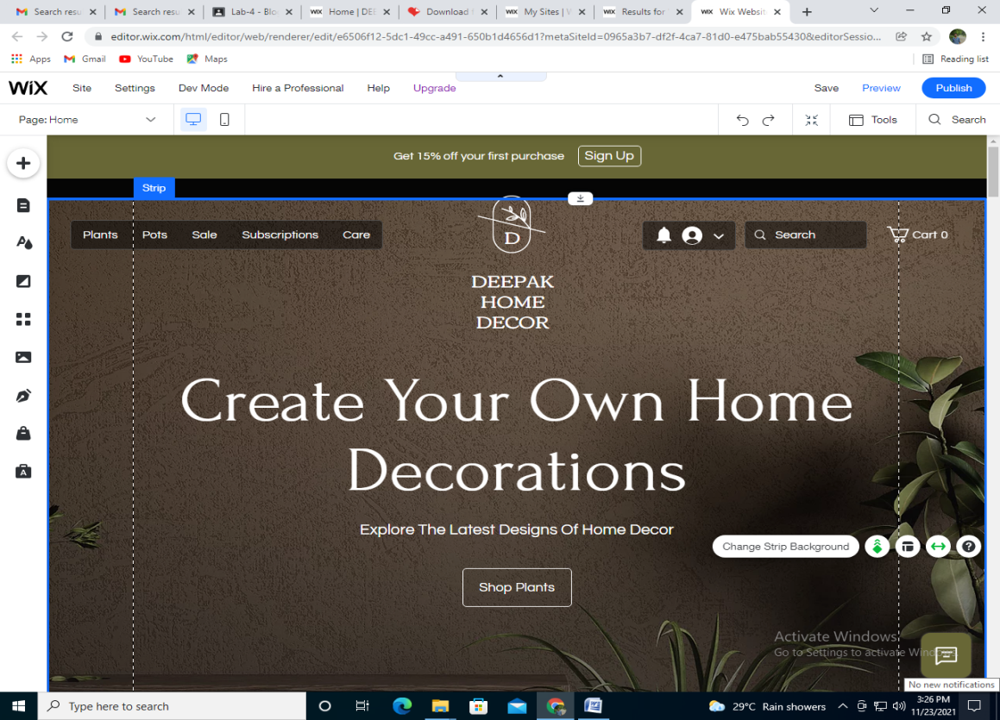 Search resu
Search resu
Lab-4 - Blo
Home | DEE
Download
My Sites | W
Results for
Wix Websit
editor.wix.com/html/editor/web/renderer/edit/e6506f12-5dc1-49cc-a491-650b1d4656d1?metaSiteId=0965a3b7-df2f-4ca7-81d0-e475bab55430&editorSessio...
Apps
Gmail
YouTube
Maps
Reading list
WiX
Site
Settings
Dev Mode
Hire a Professional
Help
Upgrade
Save
Preview
Publish
Page: Home
Tools
Search
Get 15% off your first purchase
Sign Up
Strip
Plants
Pots
Sale
Subscriptions
Care
D
Search
Cart 0
DEEPAK
HOME
DECOR
Create Your Own Home
Decorations
Explore The Latest Designs Of Home Decor
Change Strip Background
Shop Plants
Activate Windows
Go to Settings to activate Windo
No new notifications
Type here to search
29°C Rain showers
3:26 PM
11/23/2021